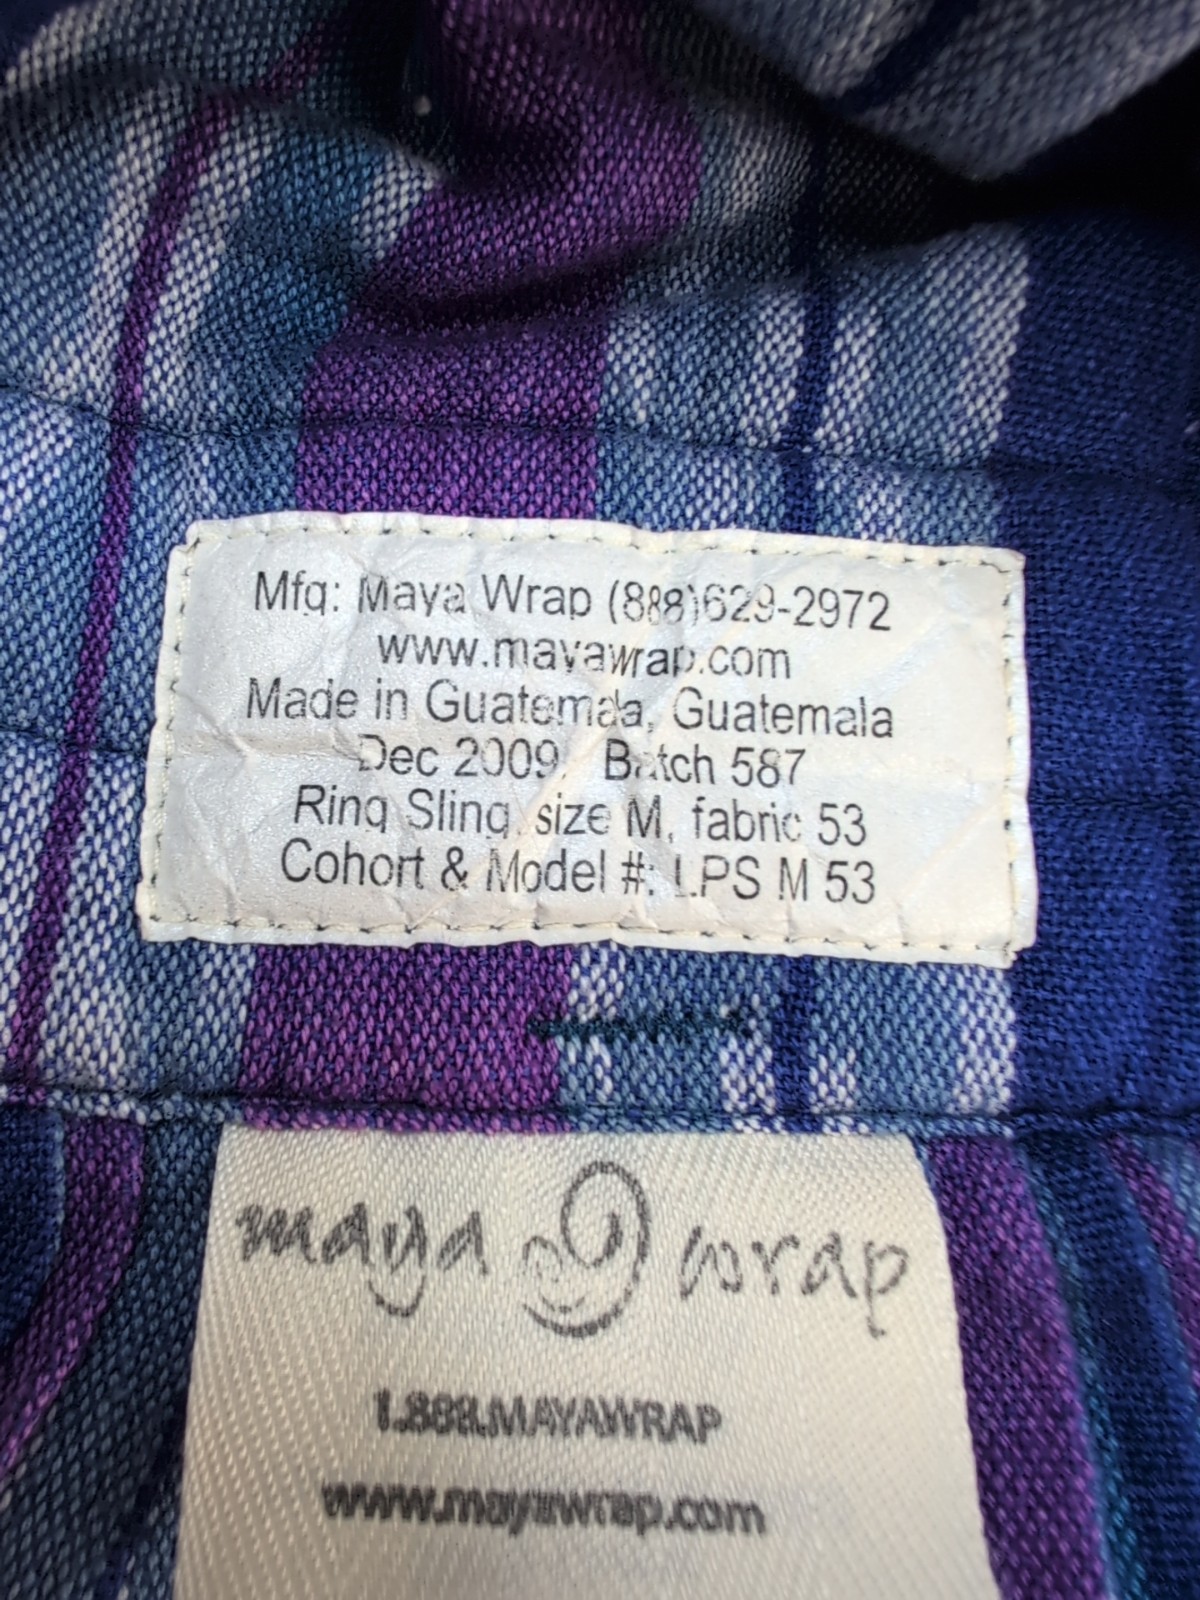 Mfg: Maya Wrap (888)629-2972
www.mayawrap.com
Made in Guatemala, Guatemala
Dec 2009, Batch 587
Ring Sling, size M, fabric 53
Cohort & Model #: LPS M 53
maya wrap
1.888.MAYAWRAP
www.mayawrap.com